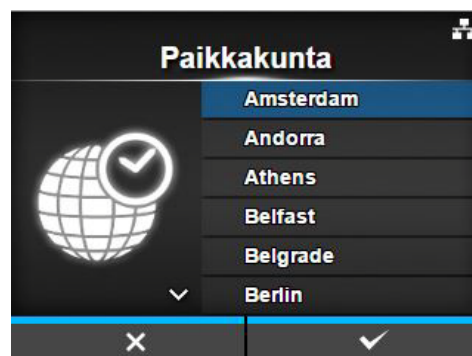 Paikkakunta
Amsterdam
Andorra
Athens
Belfast
Belgrade
Berlin